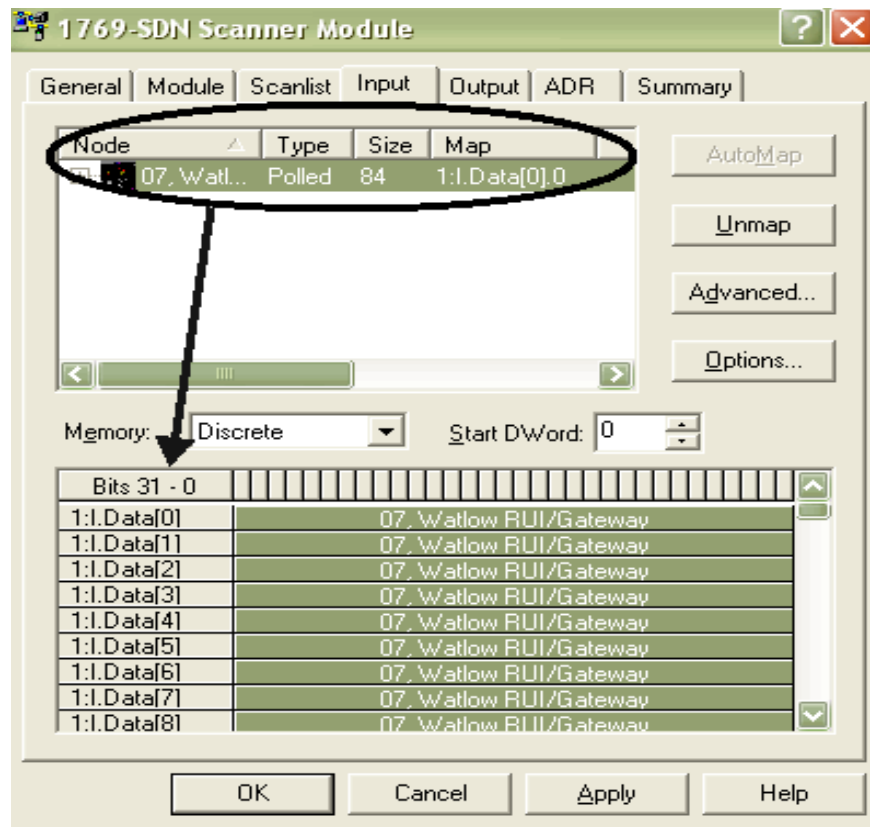 1769-SDN Scanner Module
General Module Scanlist Input Output ADR Summary
Node Type Size Map
07, Watl... Polled 84 1:I.Data[0].0
AutoMap
Unmap
Advanced...
Options...
Memory: Discrete Start DWord: 0
Bits 31 - 0
1:I.Data[0] 07, Watlow RUI/Gateway
1:I.Data[1] 07, Watlow RUI/Gateway
1:I.Data[2] 07, Watlow RUI/Gateway
1:I.Data[3] 07, Watlow RUI/Gateway
1:I.Data[4] 07, Watlow RUI/Gateway
1:I.Data[5] 07, Watlow RUI/Gateway
1:I.Data[6] 07, Watlow RUI/Gateway
1:I.Data[7] 07, Watlow RUI/Gateway
1:I.Data[8] 07, Watlow RUI/Gateway
OK Cancel Apply Help